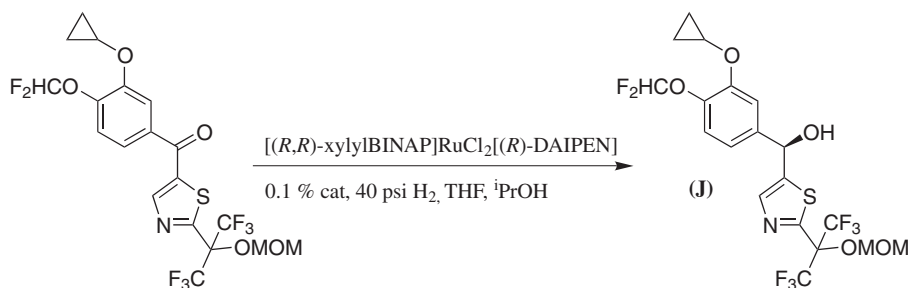 O
F₂HCO
O
[(R,R)-xylylBINAP]RuCl₂[(R)-DAIPEN]
0.1 % cat, 40 psi H₂, THF, ⁱPrOH
S
N
CF₃
OMOM
F₃C
O
F₂HCO
OH
(J)
S
N
CF₃
OMOM
F₃C